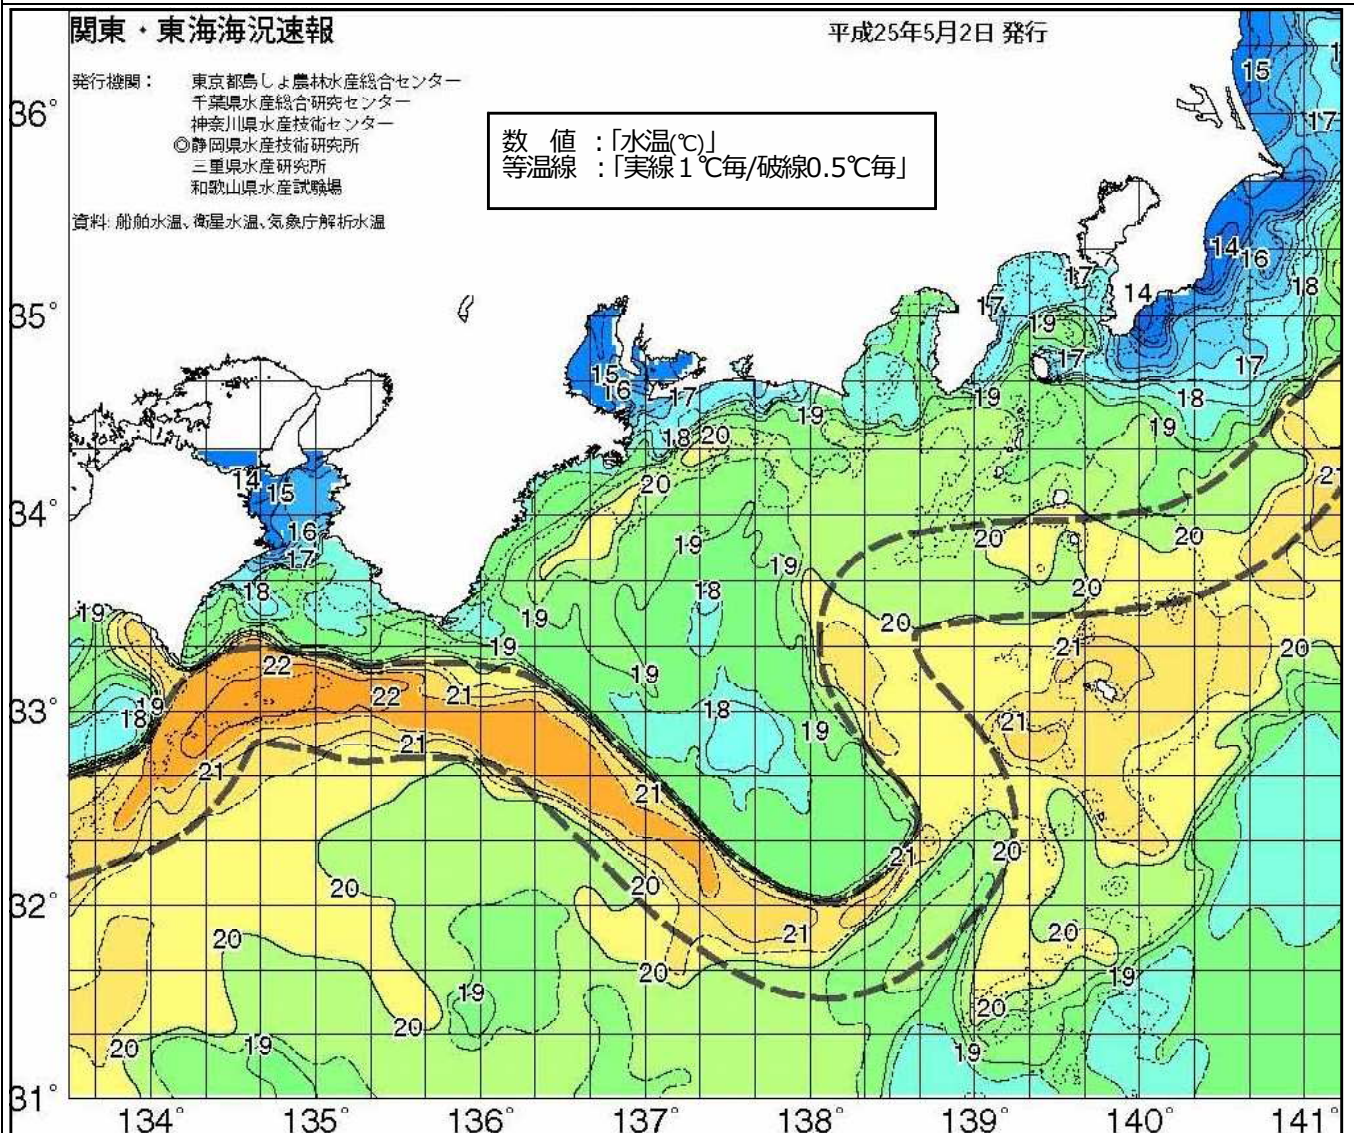 関東・東海海況速報
平成25年5月2日 発行
発行機関：
東京都島しょ農林水産総合センター
千葉県水産総合研究センター
神奈川県水産技術センター
◎静岡県水産技術研究所
三重県水産研究所
和歌山県水産試験場
資料: 船舶水温、衛星水温、気象庁解析水温
数　値　：「水温(℃)」
等温線　：「実線１℃毎/破線0.5℃毎」
36°
35°
34°
33°
32°
31°
134° 135° 136° 137° 138° 139° 140° 141°
15
17
14 16
18
17 17 14
19
15 16 17
17 17
18
19 19
18 20 19
14 15 20
16 19 20 20
17 19
18 18 20
19 19 20
19 21 20
22 19
22 21
19 18 18 21
21 19
21 21
21 20
20 20
20 21 20
20 19
19 20
20
20 19 19